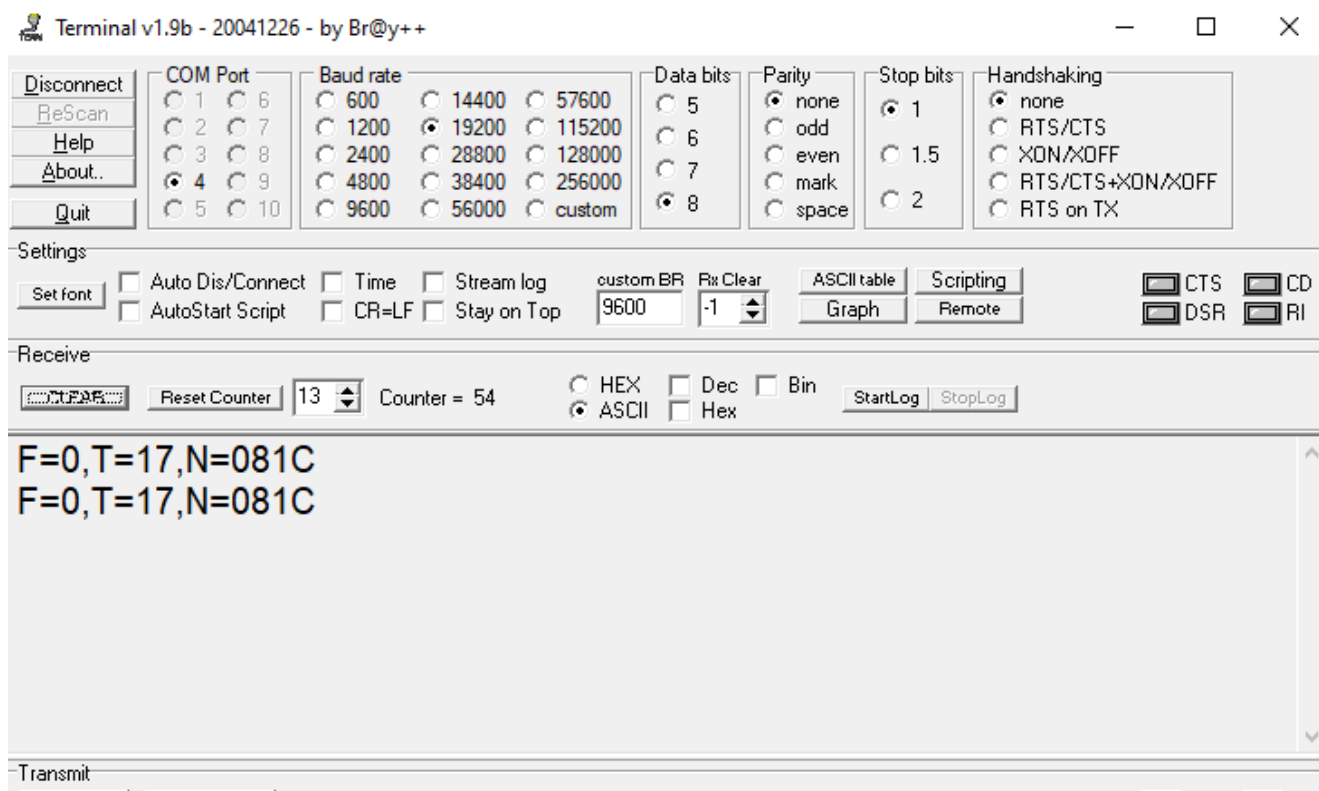 Terminal v1.9b - 20041226 - by Br@y++
Disconnect
ReScan
Help
About..
Quit
COM Port
1 6
2 7
3 8
4 9
5 10
Baud rate
600 14400 57600
1200 19200 115200
2400 28800 128000
4800 38400 256000
9600 56000 custom
Data bits
5
6
7
8
Parity
none
odd
even
mark
space
Stop bits
1
1.5
2
Handshaking
none
RTS/CTS
XON/XOFF
RTS/CTS+XON/XOFF
RTS on TX
Settings
Set font
Auto Dis/Connect Time Stream log
AutoStart Script CR=LF Stay on Top
custom BR Rx Clear
9600 -1
ASCII table Scripting
Graph Remote
CTS CD
DSR RI
Receive
CLEAR Reset Counter 13 Counter = 54
HEX Dec Bin
ASCII Hex
StartLog StopLog
F=0,T=17,N=081C
F=0,T=17,N=081C
Transmit